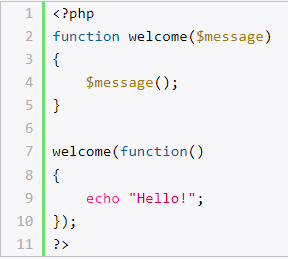 1 <?php
2 function welcome($message)
3 {
4     $message();
5 }
6
7 welcome(function()
8 {
9     echo "Hello!";
10 });
11 ?>